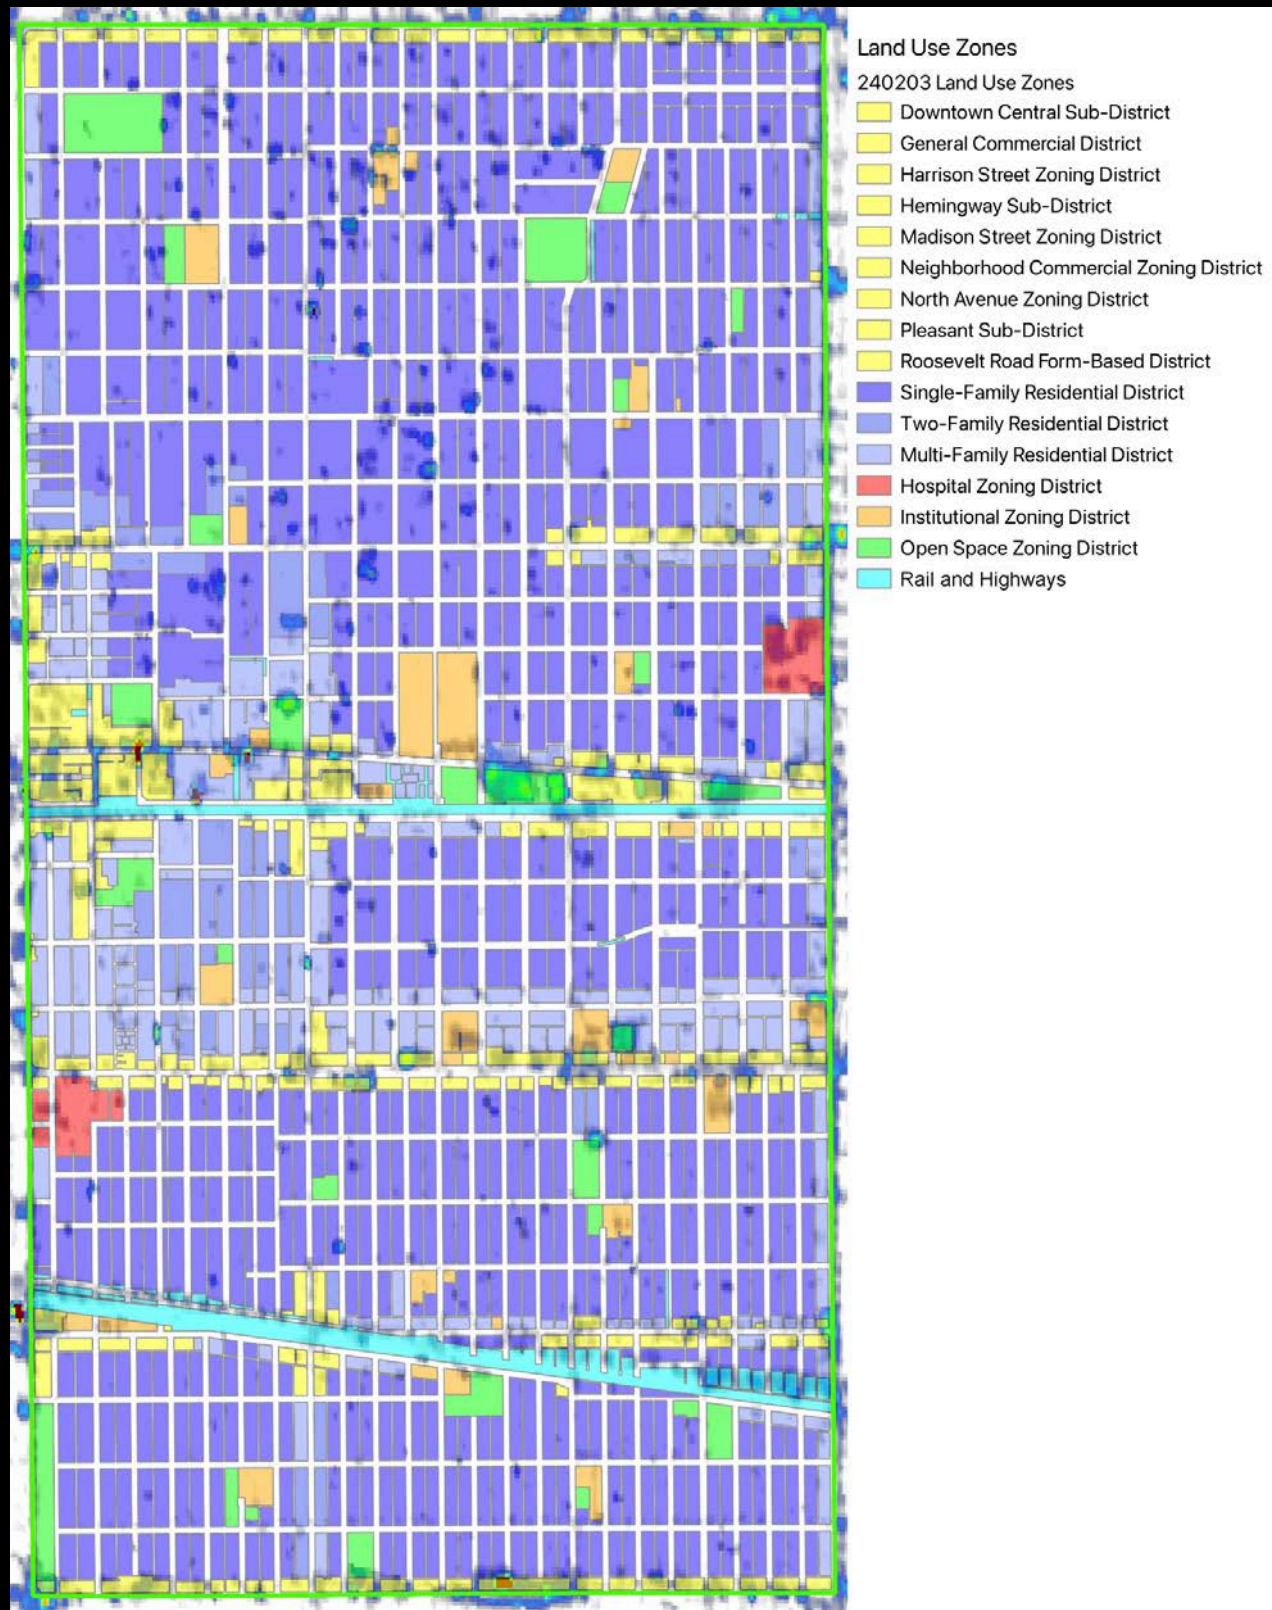 Land Use Zones
240203 Land Use Zones
Downtown Central Sub-District
General Commercial District
Harrison Street Zoning District
Hemingway Sub-District
Madison Street Zoning District
Neighborhood Commercial Zoning District
North Avenue Zoning District
Pleasant Sub-District
Roosevelt Road Form-Based District
Single-Family Residential District
Two-Family Residential District
Multi-Family Residential District
Hospital Zoning District
Institutional Zoning District
Open Space Zoning District
Rail and Highways